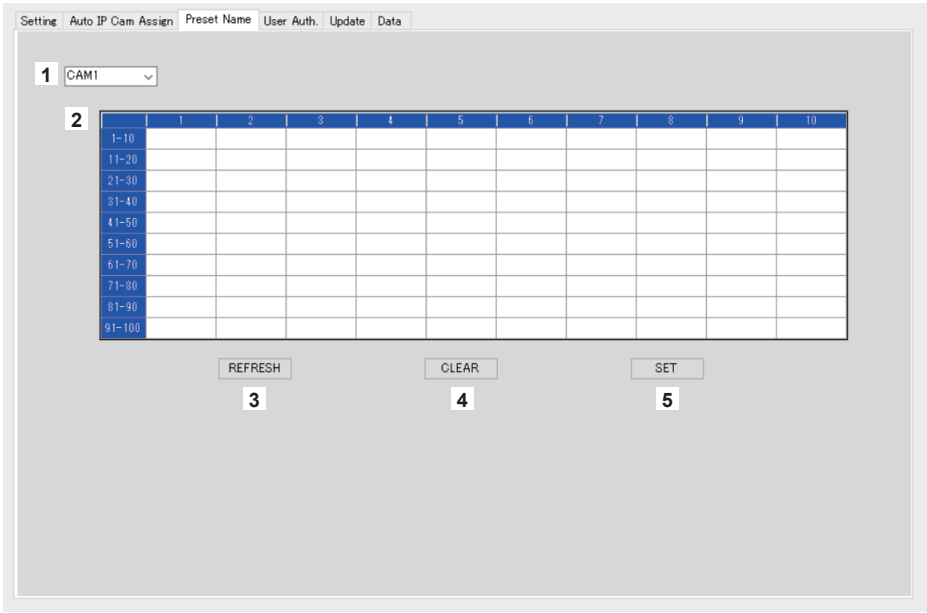 Setting Auto IP Cam Assign Preset Name User Auth. Update Data
1 CAM1
2
1 2 3 4 5 6 7 8 9 10
1-10
11-20
21-30
31-40
41-50
51-60
61-70
71-80
81-90
91-100
REFRESH CLEAR SET
3 4 5